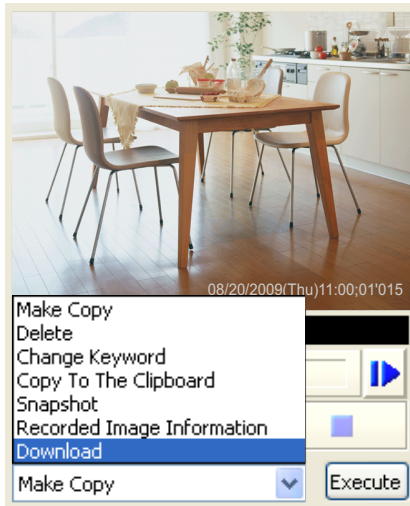 08/20/2009(Thu)11:00;01'015
Make Copy
Delete
Change Keyword
Copy To The Clipboard
Snapshot
Recorded Image Information
Download
Make Copy
Execute